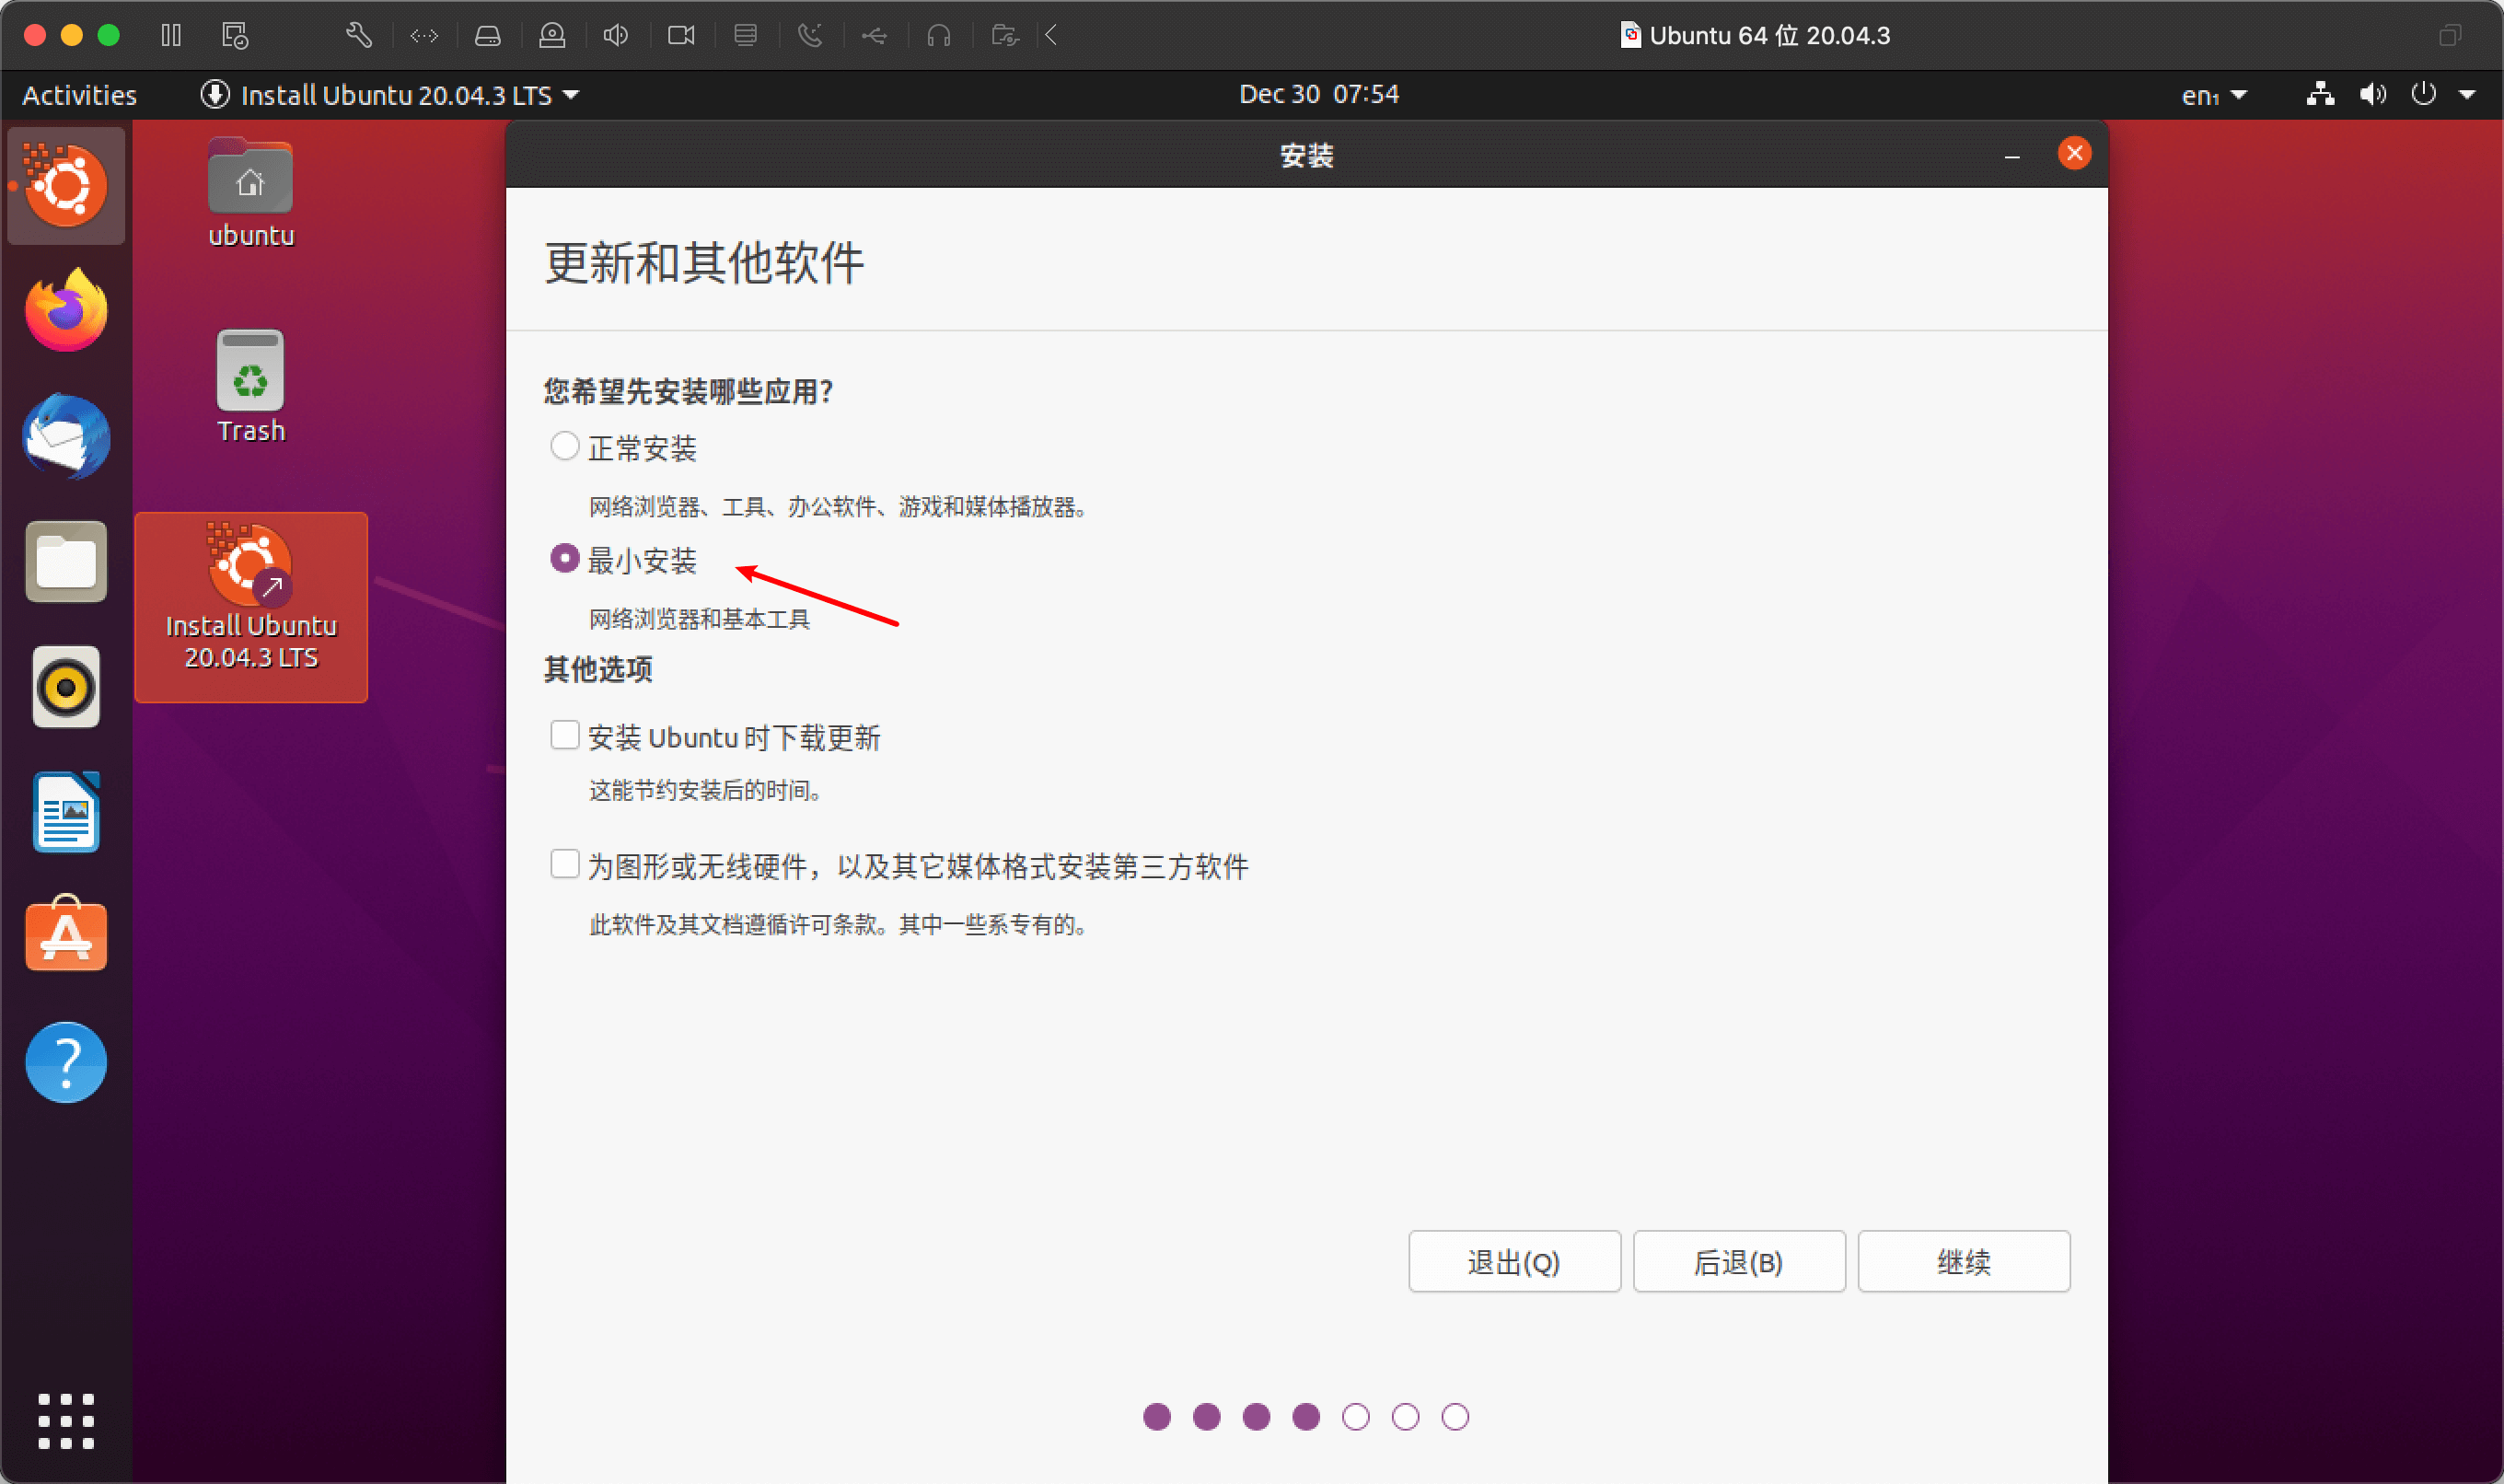 Ubuntu 64 位 20.04.3
Activities
Install Ubuntu 20.04.3 LTS
Dec 30 07:54
en₁
ubuntu
Trash
Install Ubuntu
20.04.3 LTS
安装
更新和其他软件
您希望先安装哪些应用?
正常安装
网络浏览器、工具、办公软件、游戏和媒体播放器。
最小安装
网络浏览器和基本工具
其他选项
安装 Ubuntu 时下载更新
这能节约安装后的时间。
为图形或无线硬件，以及其它媒体格式安装第三方软件
此软件及其文档遵循许可条款。其中一些系专有的。
退出(Q)
后退(B)
继续